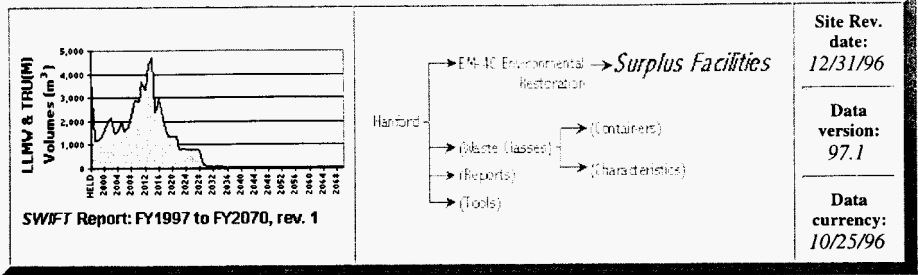 LLMW & TRU(M)
Volumes (m³)
5,000
4,000
3,000
2,000
1,000
0
HELD
2000
2004
2008
2012
2016
2020
2024
2028
2032
2036
2040
2044
2048
2052
2056
2060
2064
2068
SWIFT Report: FY1997 to FY2070, rev. 1
Hanford
EM-40 Environmental
Restoration
Surplus Facilities
(Waste Classes)
(Containers)
(Characteristics)
(Reports)
(Tools)
Site Rev.
date:
12/31/96
Data
version:
97.1
Data
currency:
10/25/96